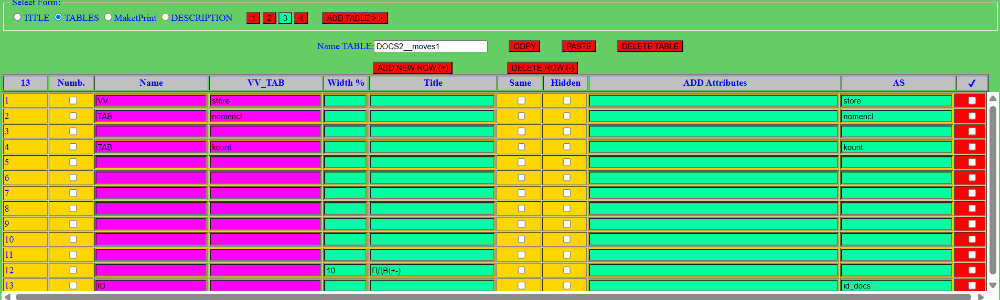 Select Form:
TITLE TABLES MaketPrint DESCRIPTION 1 2 3 4 ADD TABLE > >
Name TABLE: DOCS2__moves1 COPY PASTE DELETE TABLE
ADD NEW ROW (+) DELETE ROW (-)
13 Numb. Name VV_TAB Width % Title Same Hidden ADD Attributes AS ✓
1 VV store store
2 TAB nomencl nomencl
3
4 TAB kount kount
5
6
7
8
9
10
11
12 10 ПДВ(+-)
13 ID id_docs